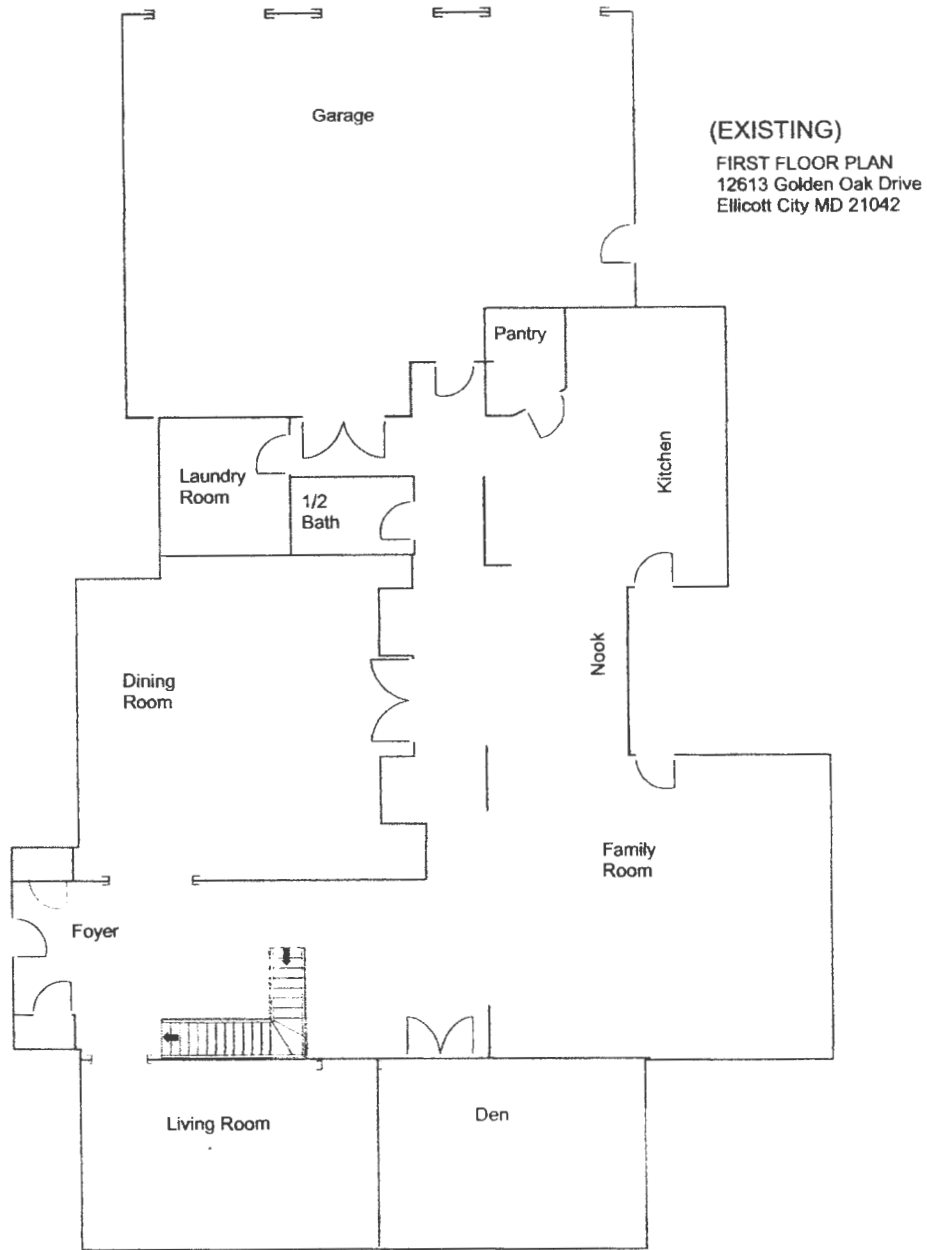 Garage
(EXISTING)
FIRST FLOOR PLAN
12613 Golden Oak Drive
Ellicott City MD 21042
Pantry
Kitchen
Laundry
Room
1/2
Bath
Nook
Dining
Room
Family
Room
Foyer
Living Room
Den